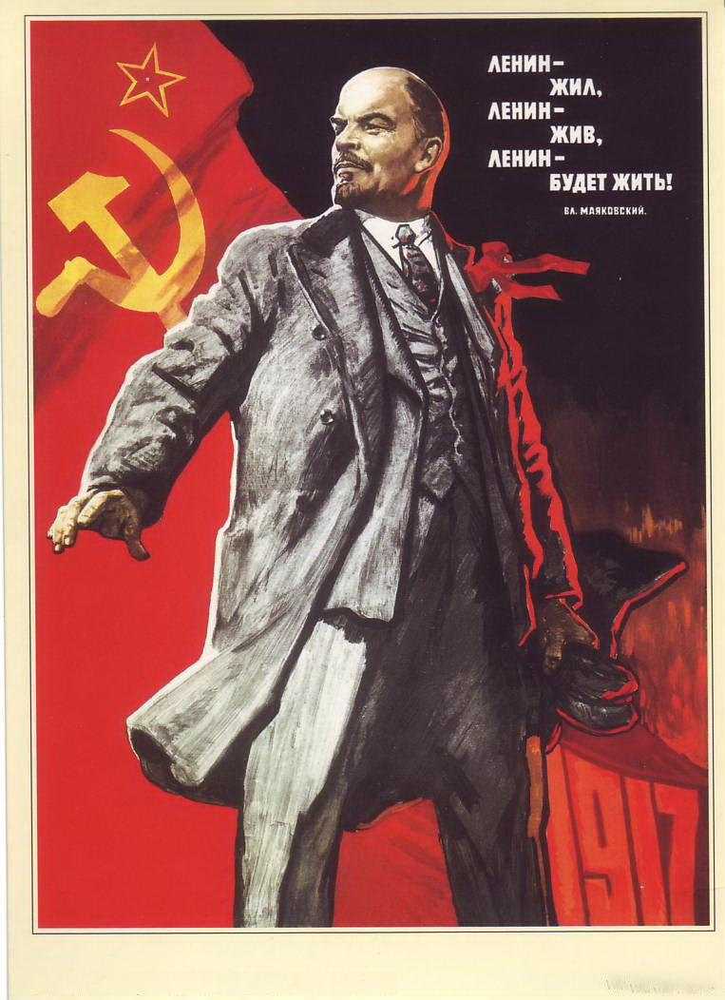 ЛЕНИН–
ЖИЛ,
ЛЕНИН–
ЖИВ,
ЛЕНИН–
БУДЕТ ЖИТЬ!
ВЛ. МАЯКОВСКИЙ.
1917